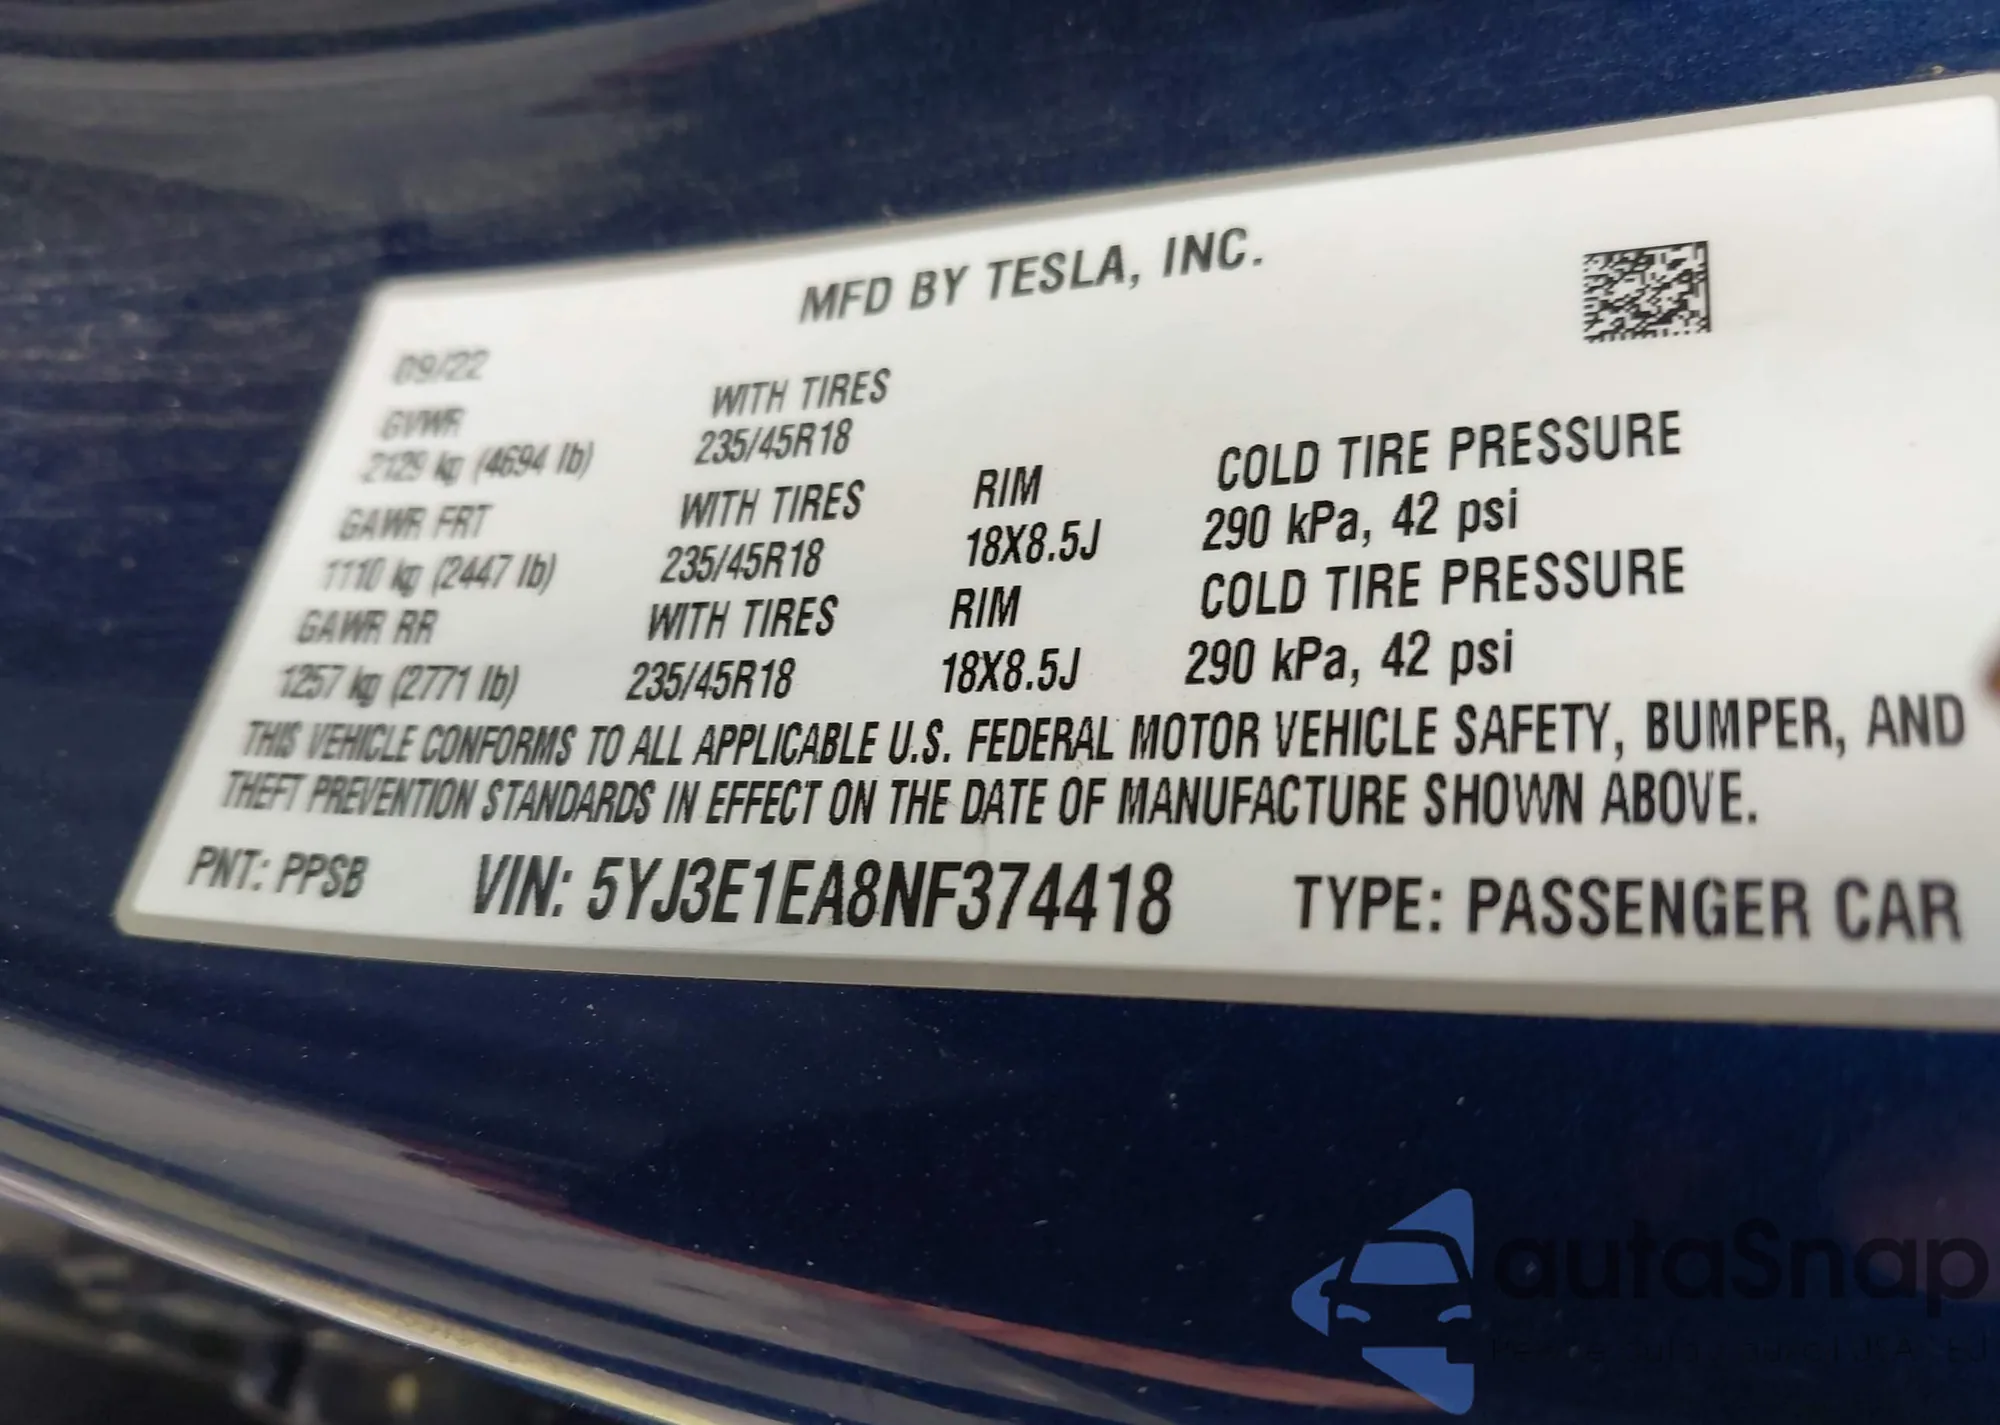 MFD BY TESLA, INC.
09/22
GVWR WITH TIRES
2129 kg (4694 lb) 235/45R18
GAWR FRT WITH TIRES RIM COLD TIRE PRESSURE
1110 kg (2447 lb) 235/45R18 18X8.5J 290 kPa, 42 psi
GAWR RR WITH TIRES RIM COLD TIRE PRESSURE
1257 kg (2771 lb) 235/45R18 18X8.5J 290 kPa, 42 psi
THIS VEHICLE CONFORMS TO ALL APPLICABLE U.S. FEDERAL MOTOR VEHICLE SAFETY, BUMPER, AND
THEFT PREVENTION STANDARDS IN EFFECT ON THE DATE OF MANUFACTURE SHOWN ABOVE.
PNT: PPSB VIN: 5YJ3E1EA8NF374418 TYPE: PASSENGER CAR
autaSnap